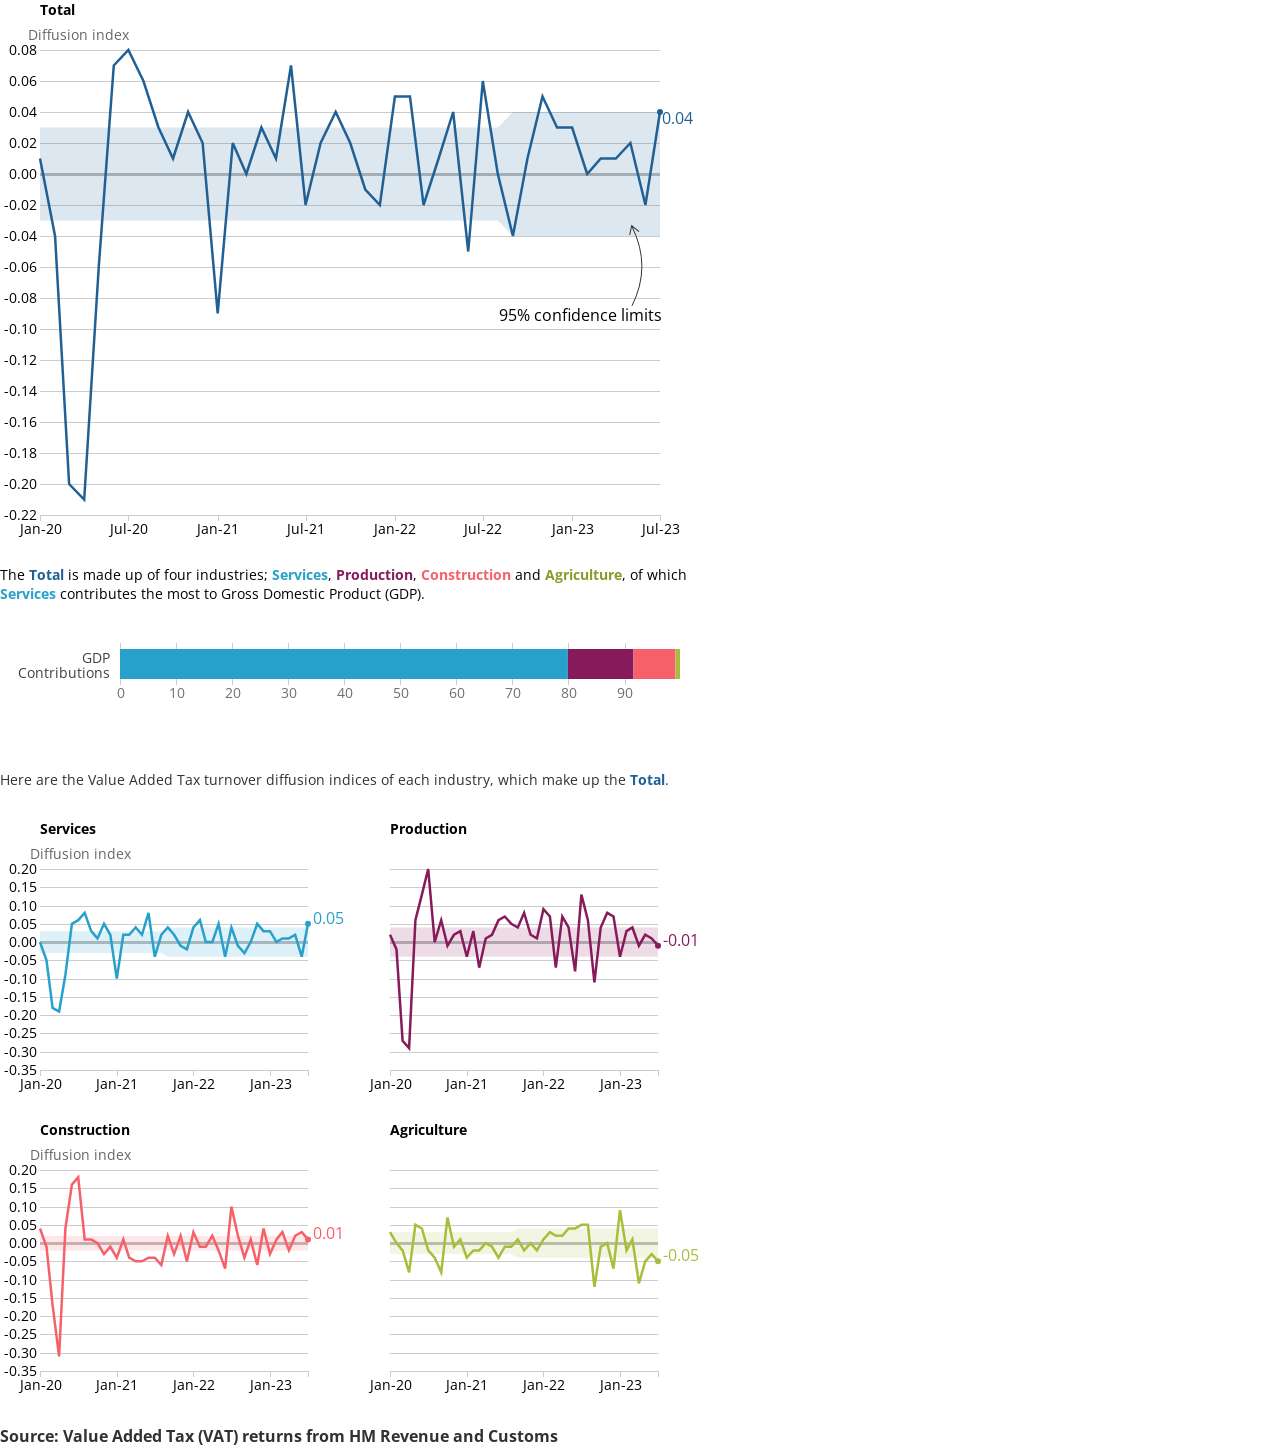 Total
Diffusion index
0.08
0.06
0.04
0.04
0.02
0.00
-0.02
-0.04
-0.06
-0.08
95% confidence limits
-0.10
-0.12
-0.14
-0.16
-0.18
-0.20
-0.22
Jan-20 Jul-20 Jan-21 Jul-21 Jan-22 Jul-22 Jan-23 Jul-23
The Total is made up of four industries; Services, Production, Construction and Agriculture, of which
Services contributes the most to Gross Domestic Product (GDP).
GDP
Contributions
0 10 20 30 40 50 60 70 80 90
Here are the Value Added Tax turnover diffusion indices of each industry, which make up the Total.
Services
Diffusion index
0.20
0.15
0.10
0.05
0.05
0.00
-0.05
-0.10
-0.15
-0.20
-0.25
-0.30
-0.35
Jan-20 Jan-21 Jan-22 Jan-23
Production
-0.01
Jan-20 Jan-21 Jan-22 Jan-23
Construction
Diffusion index
0.20
0.15
0.10
0.05
0.01
0.00
-0.05
-0.10
-0.15
-0.20
-0.25
-0.30
-0.35
Jan-20 Jan-21 Jan-22 Jan-23
Agriculture
-0.05
Jan-20 Jan-21 Jan-22 Jan-23
Source: Value Added Tax (VAT) returns from HM Revenue and Customs